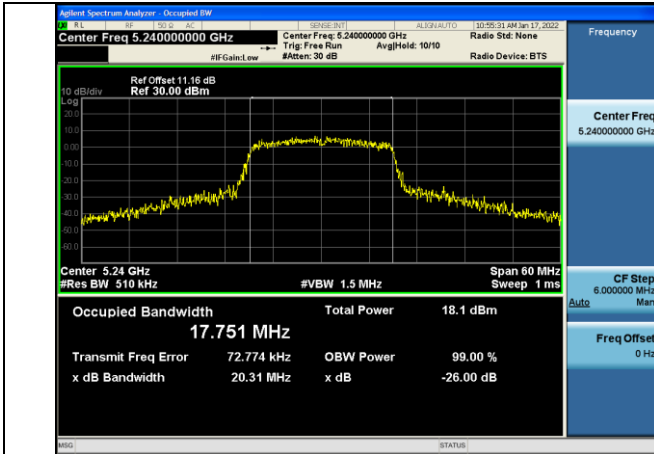 Agilent Spectrum Analyzer - Occupied BW
RL RF 50 Ω AC SENSE:INT ALIGNAUTO 10:55:31 AM Jan 17, 2022
Center Freq 5.240000000 GHz
Center Freq: 5.240000000 GHz
Radio Std: None
Trig: Free Run Avg|Hold: 10/10
#IFGain:Low
#Atten: 30 dB
Radio Device: BTS
Ref Offset 11.16 dB
10 dB/div Ref 30.00 dBm
Log
20.0
10.0
0.00
-10.0
-20.0
-30.0
-40.0
-50.0
-60.0
Center 5.24 GHz Span 60 MHz
#Res BW 510 kHz #VBW 1.5 MHz Sweep 1 ms
Occupied Bandwidth Total Power 18.1 dBm
17.751 MHz
Transmit Freq Error 72.774 kHz OBW Power 99.00 %
x dB Bandwidth 20.31 MHz x dB -26.00 dB
MSG STATUS
Frequency
Center Freq
5.240000000 GHz
CF Step
6.000000 MHz
Auto Man
Freq Offset
0 Hz